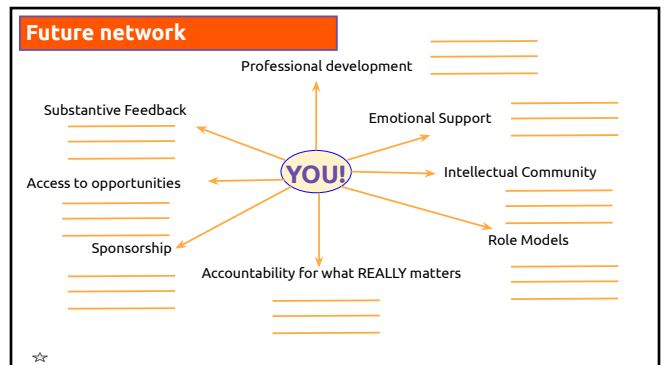 Future network
Professional development
Substantive Feedback
Emotional Support
YOU!
Intellectual Community
Access to opportunities
Role Models
Sponsorship
Accountability for what REALLY matters